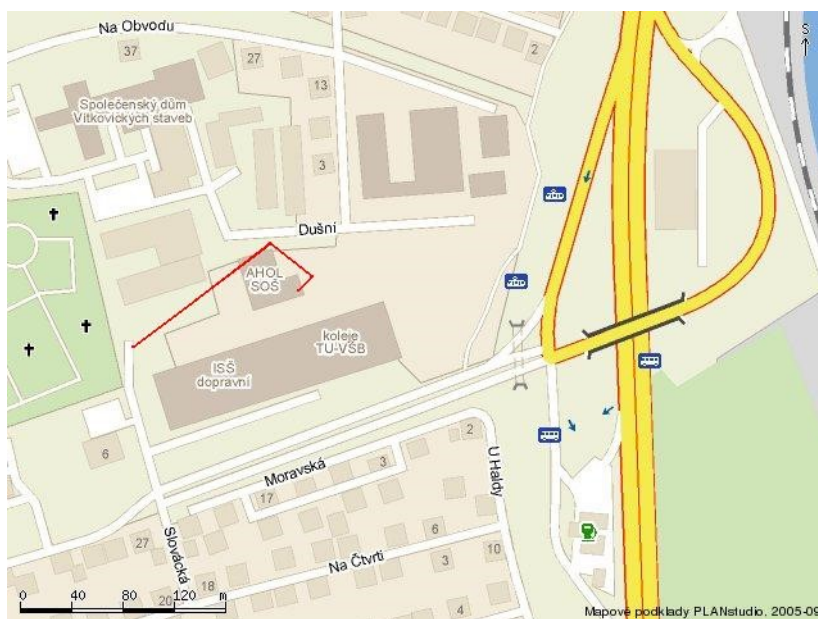 Na Obvodu
37
27
2
S
13
Společenský dům
Vítkovických staveb
3
Dušní
AHOL
SOŠ
koleje
TU-VŠB
ISŠ
dopravní
6
2
Moravská
3
U Haldy
17
27
Slovácká
6
Na Čtvrti
10
3
18
20
4
0 40 80 120 m
Mapové podklady PLANstudio, 2005-09